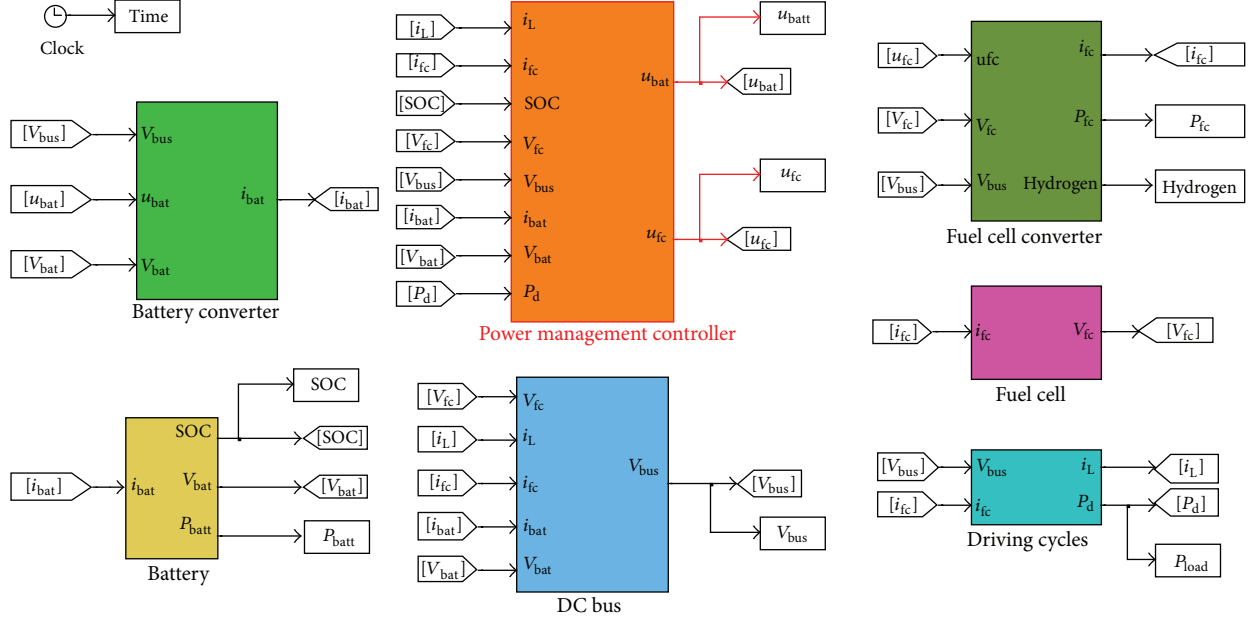 Time
Clock
[V_bus]
[u_bat]
[V_bat]
V_bus
u_bat
V_bat
i_bat
[i_bat]
Battery converter
[i_L]
[i_fc]
[SOC]
[V_fc]
[V_bus]
[i_bat]
[V_bat]
[P_d]
i_L
i_fc
SOC
V_fc
V_bus
i_bat
V_bat
P_d
u_bat
u_fc
u_batt
[u_bat]
u_fc
[u_fc]
Power management controller
[u_fc]
[V_fc]
[V_bus]
ufc
V_fc
V_bus
i_fc
P_fc
Hydrogen
[i_fc]
P_fc
Hydrogen
Fuel cell converter
[i_fc]
i_fc
V_fc
[V_fc]
Fuel cell
[i_bat]
i_bat
SOC
V_bat
P_batt
SOC
[SOC]
[V_bat]
P_batt
Battery
[V_fc]
[i_L]
[i_fc]
[i_bat]
[V_bat]
V_fc
i_L
i_fc
i_bat
V_bat
V_bus
[V_bus]
V_bus
DC bus
[V_bus]
[i_fc]
V_bus
i_fc
i_L
P_d
[i_L]
[P_d]
P_load
Driving cycles